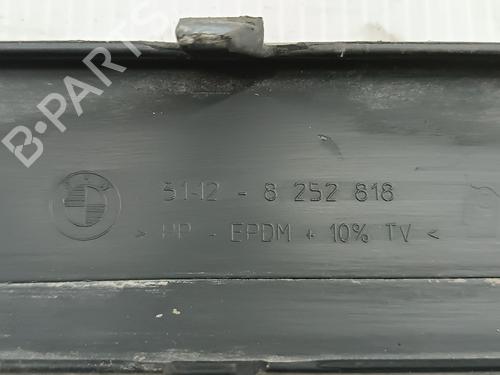 B-PARTS
51.12 - 8 252 818
> PP - EPDM + 10% TV <